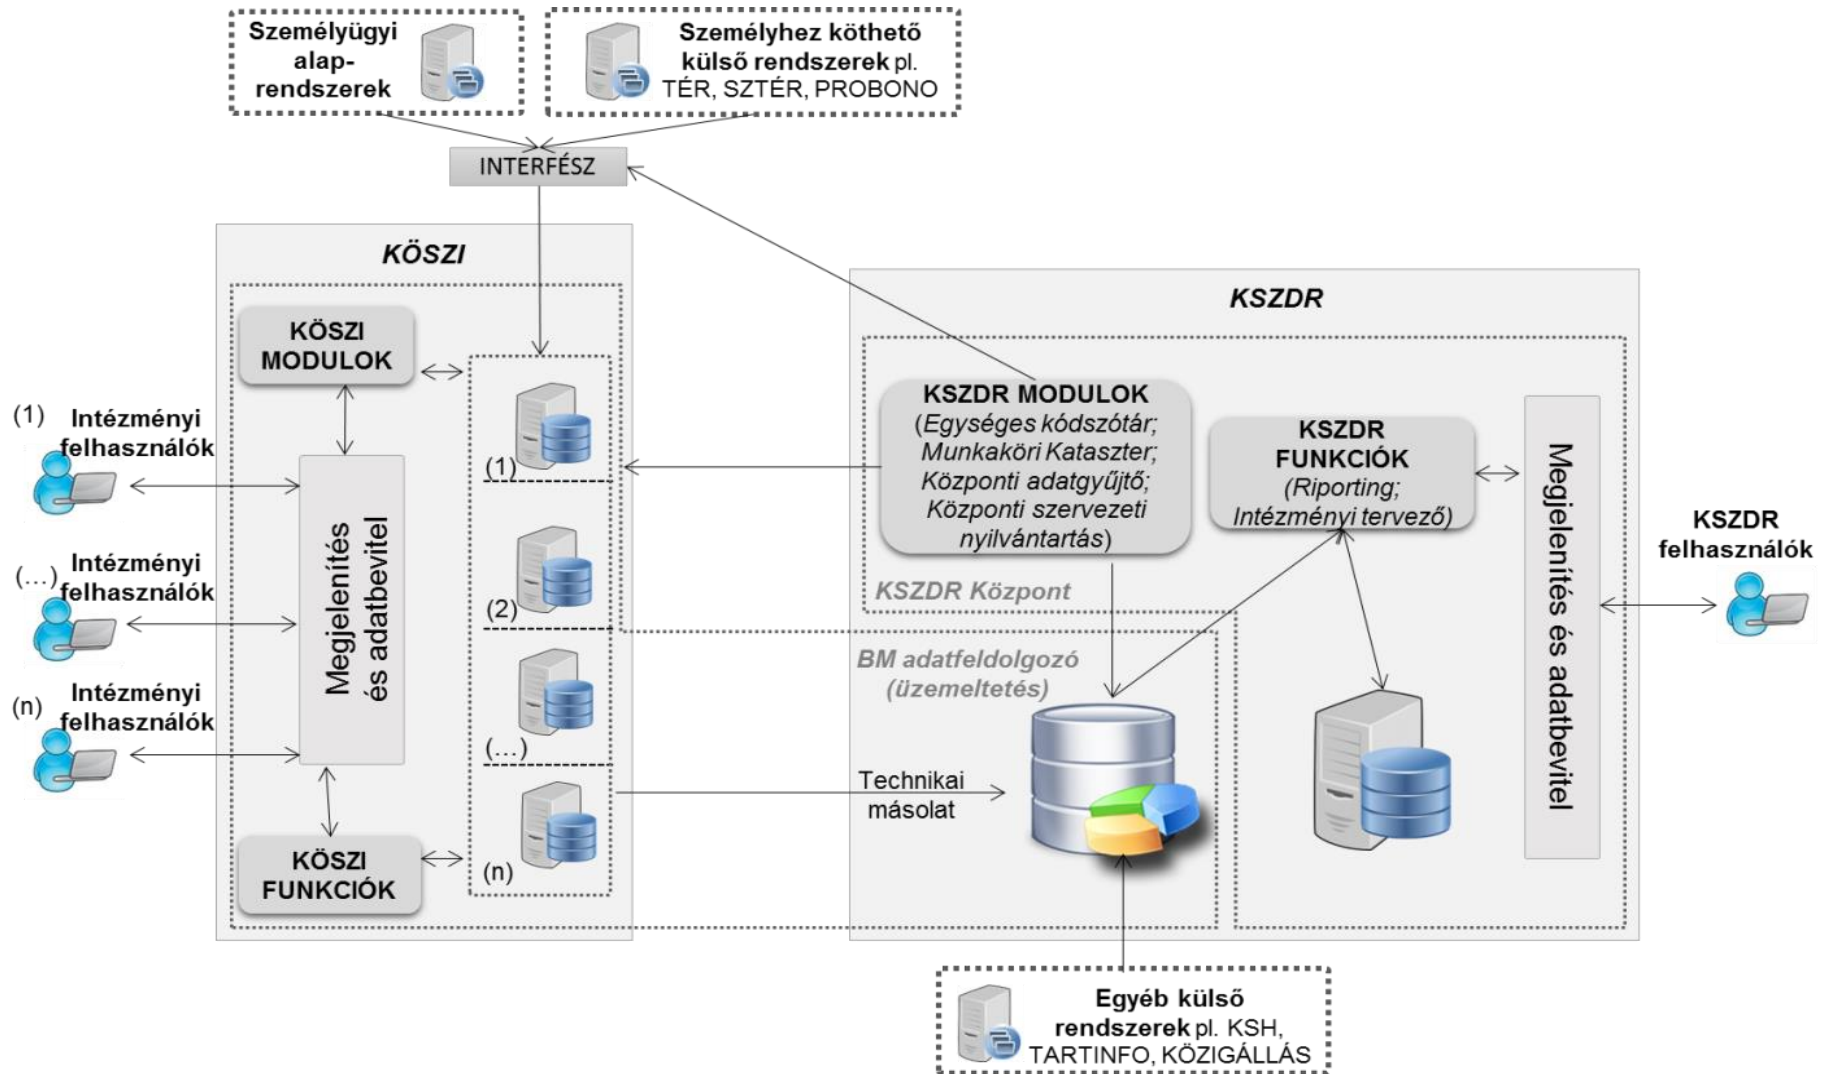 Személyügyi
alap-
rendszerek
Személyhez köthető
külső rendszerek pl.
TÉR, SZTÉR, PROBONO
INTERFÉSZ
KÖSZI
KÖSZI
MODULOK
(1)
Intézményi
felhasználók
(...)
Intézményi
felhasználók
(n)
Intézményi
felhasználók
Megjelenítés
és adatbevitel
KÖSZI
FUNKCIÓK
(1)
(2)
(...)
(n)
KSZDR
KSZDR MODULOK
(Egységes kódszótár;
Munkaköri Kataszter;
Központi adatgyűjtő;
Központi szervezeti
nyilvántartás)
KSZDR
FUNKCIÓK
(Riporting;
Intézményi tervező)
KSZDR Központ
BM adatfeldolgozó
(üzemeltetés)
Technikai
másolat
Megjelenítés és adatbevitel
KSZDR
felhasználók
Egyéb külső
rendszerek pl. KSH,
TARTINFO, KÖZIGÁLLÁS